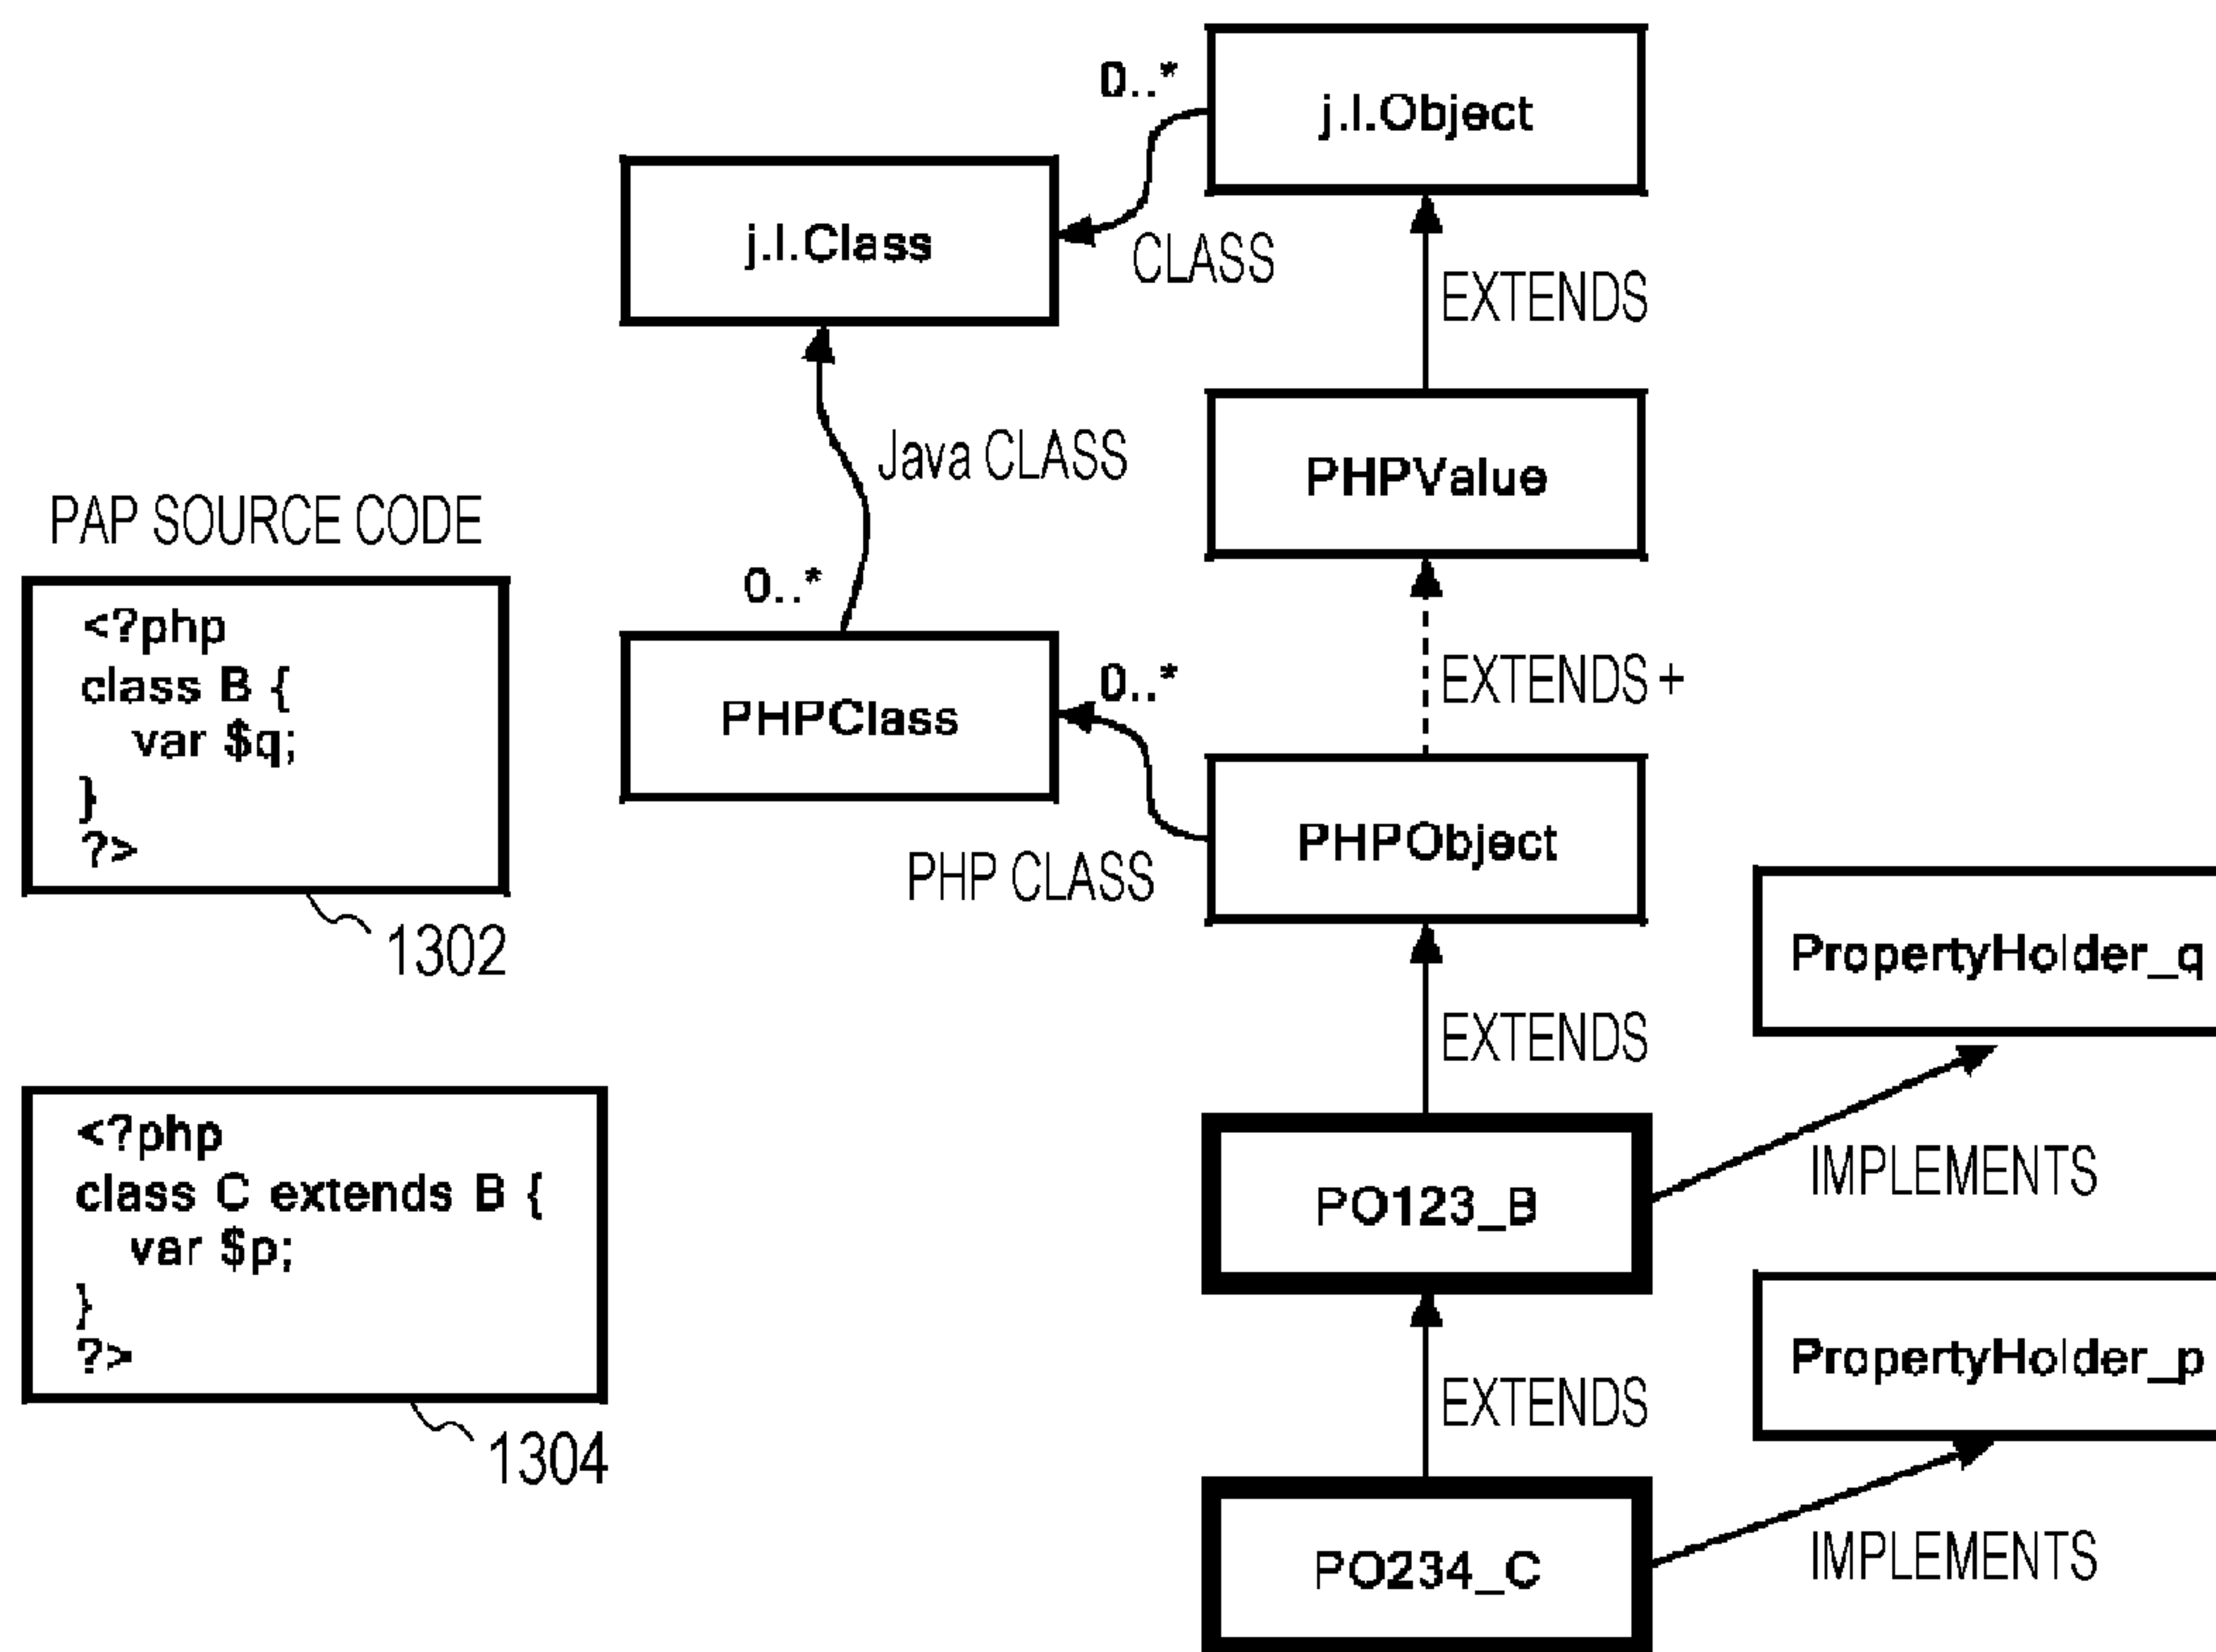 0..*
j.l.Object
j.l.Class
CLASS
EXTENDS
Java CLASS
PHPValue
PAP SOURCE CODE
<?php
class B {
var $q;
}
?>
1302
0..*
PHPClass
0..*
EXTENDS +
PHP CLASS
PHPObject
PropertyHolder_q
EXTENDS
IMPLEMENTS
PO123_B
<?php
class C extends B {
var $p;
}
?>
1304
PropertyHolder_p
EXTENDS
IMPLEMENTS
PO234_C